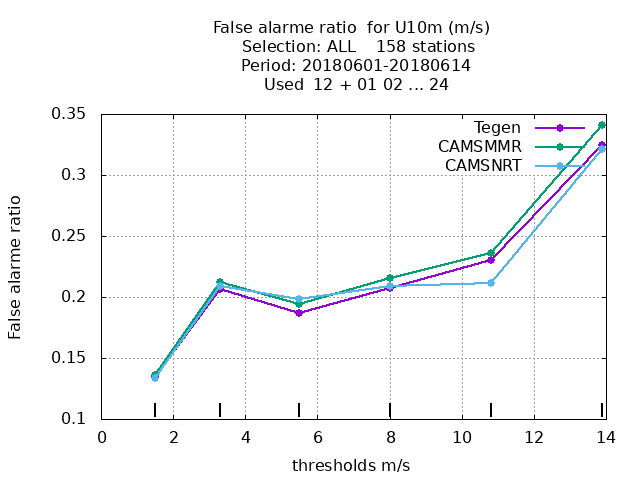 False alarme ratio  for U10m (m/s)
Selection: ALL    158 stations
Period: 20180601-20180614
Used  12 + 01 02 ... 24
0.35
0.3
0.25
0.2
0.15
0.1
False alarme ratio
Tegen
CAMSMMR
CAMSNRT
0 2 4 6 8 10 12 14
thresholds m/s